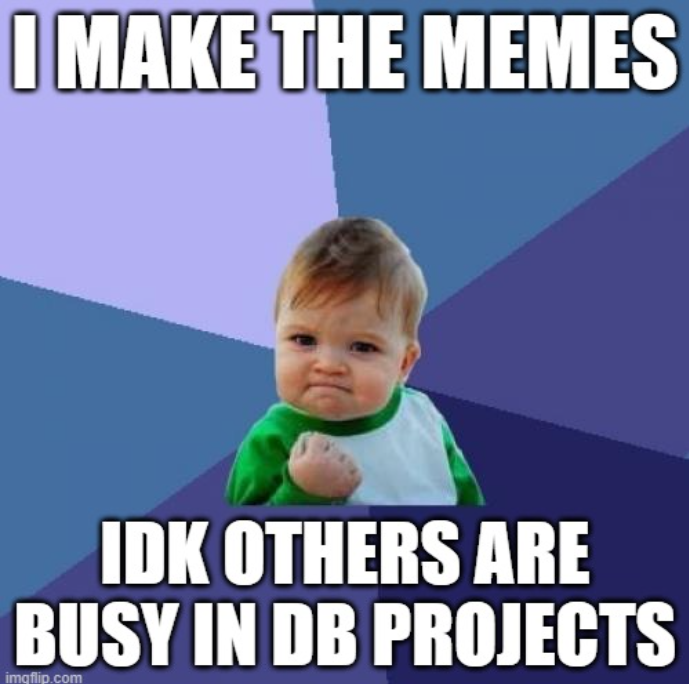 I MAKE THE MEMES
IDK OTHERS ARE
BUSY IN DB PROJECTS
imgflip.com